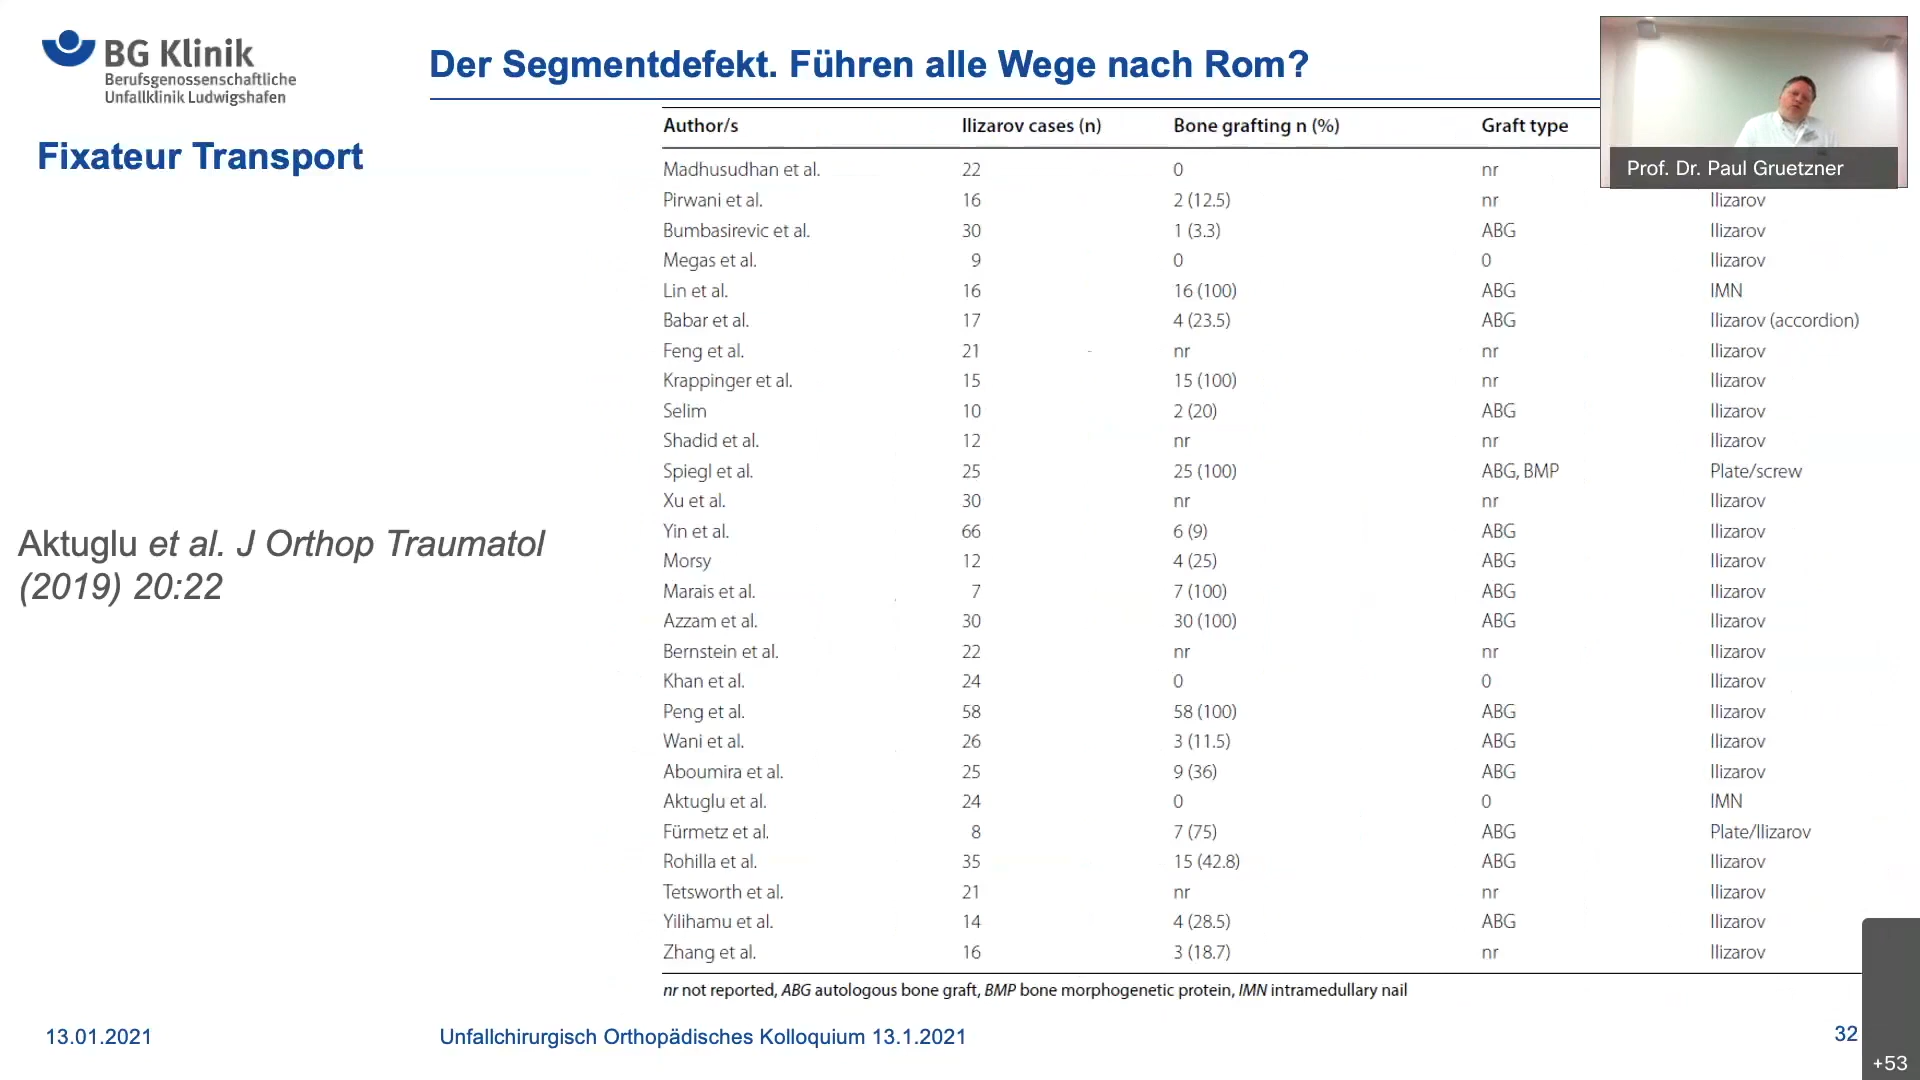 BG Klinik
Berufsgenossenschaftliche
Unfallklinik Ludwigshafen
Der Segmentdefekt. Führen alle Wege nach Rom?
Prof. Dr. Paul Gruetzner
Fixateur Transport
Aktuglu et al. J Orthop Traumatol
(2019) 20:22
Author/s Ilizarov cases (n) Bone grafting n (%) Graft type
Madhusudhan et al. 22 0 nr
Pirwani et al. 16 2 (12.5) nr Ilizarov
Bumbasirevic et al. 30 1 (3.3) ABG Ilizarov
Megas et al. 9 0 0 Ilizarov
Lin et al. 16 16 (100) ABG IMN
Babar et al. 17 4 (23.5) ABG Ilizarov (accordion)
Feng et al. 21 nr nr Ilizarov
Krappinger et al. 15 15 (100) nr Ilizarov
Selim 10 2 (20) ABG Ilizarov
Shadid et al. 12 nr nr Ilizarov
Spiegl et al. 25 25 (100) ABG, BMP Plate/screw
Xu et al. 30 nr nr Ilizarov
Yin et al. 66 6 (9) ABG Ilizarov
Morsy 12 4 (25) ABG Ilizarov
Marais et al. 7 7 (100) ABG Ilizarov
Azzam et al. 30 30 (100) ABG Ilizarov
Bernstein et al. 22 nr nr Ilizarov
Khan et al. 24 0 0 Ilizarov
Peng et al. 58 58 (100) ABG Ilizarov
Wani et al. 26 3 (11.5) ABG Ilizarov
Aboumira et al. 25 9 (36) ABG Ilizarov
Aktuglu et al. 24 0 0 IMN
Fürmetz et al. 8 7 (75) ABG Plate/Ilizarov
Rohilla et al. 35 15 (42.8) ABG Ilizarov
Tetsworth et al. 21 nr nr Ilizarov
Yilihamu et al. 14 4 (28.5) ABG Ilizarov
Zhang et al. 16 3 (18.7) nr Ilizarov
nr not reported, ABG autologous bone graft, BMP bone morphogenetic protein, IMN intramedullary nail
13.01.2021 Unfallchirurgisch Orthopädisches Kolloquium 13.1.2021 32
+53